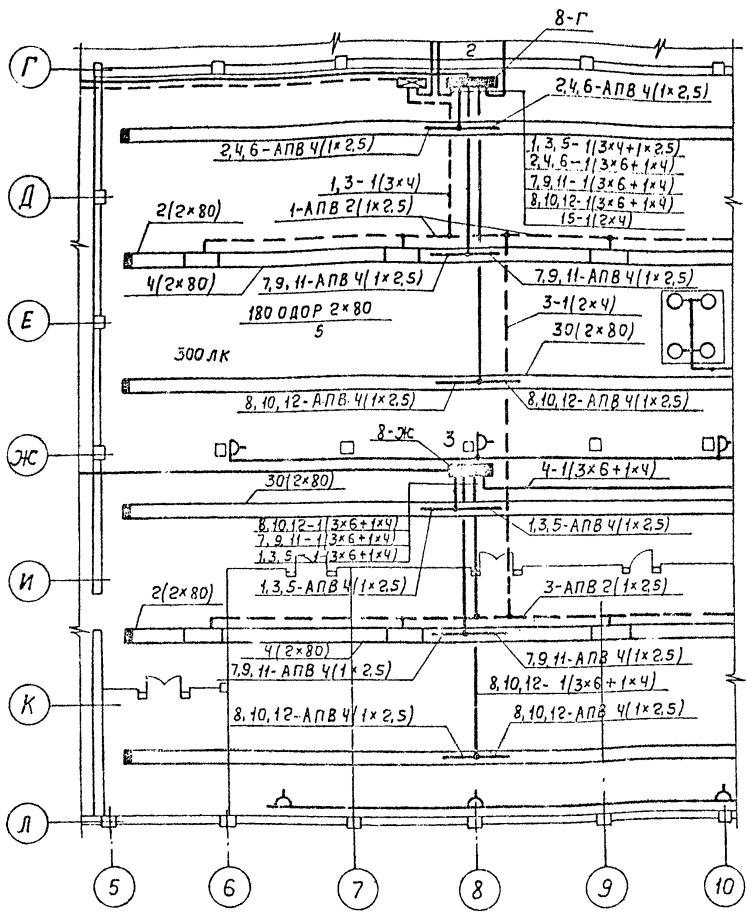 8-Г
Г
2
2,4,6-АПВ 4(1×2,5)
2,4,6-АПВ 4(1×2,5)
1,3,5-1(3×4+1×2,5)
2,4,6-1(3×6+1×4)
1,3-1(3×4)
7,9,11-1(3×6+1×4)
Д
8,10,12-1(3×6+1×4)
2(2×80)
1-АПВ 2(1×2,5)
15-1(2×4)
4(2×80)
7,9,11-АПВ 4(1×2,5)
7,9,11-АПВ 4(1×2,5)
180 ОДОР 2×80
5
3-1(2×4)
Е
30(2×80)
300 ЛК
8,10,12-АПВ 4(1×2,5)
8,10,12-АПВ 4(1×2,5)
8-Ж
3
Ж
4-1(3×6+1×4)
30(2×80)
8,10,12-1(3×6+1×4)
1,3,5-АПВ 4(1×2,5)
7,9,11-1(3×6+1×4)
1,3,5-1(3×6+1×4)
И
1,3,5-АПВ 4(1×2,5)
3-АПВ 2(1×2,5)
2(2×80)
4(2×80)
7,9,11-АПВ 4(1×2,5)
7,9,11-АПВ 4(1×2,5)
8,10,12-1(3×6+1×4)
К
8,10,12-АПВ 4(1×2,5)
8,10,12-АПВ 4(1×2,5)
Л
5
6
7
8
9
10